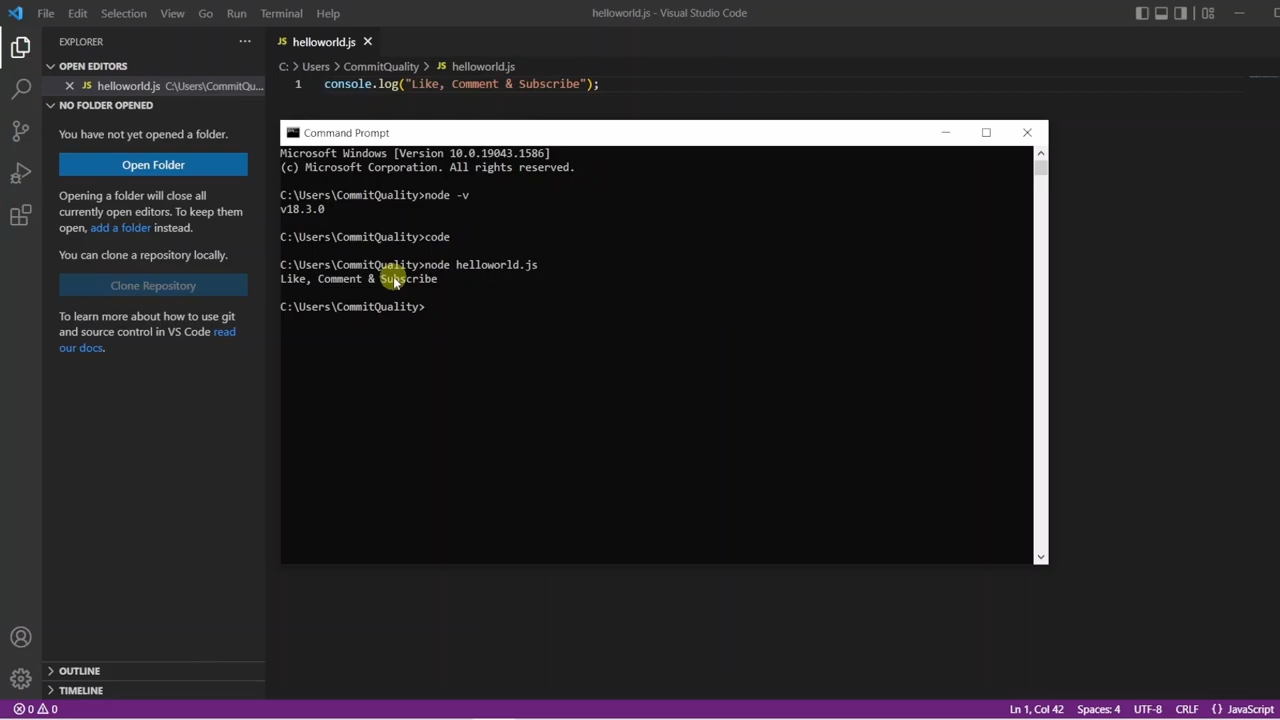 File Edit Selection View Go Run Terminal Help
helloworld.js - Visual Studio Code
EXPLORER
OPEN EDITORS
JS helloworld.js C:\Users\CommitQu...
NO FOLDER OPENED
You have not yet opened a folder.
Open Folder
Opening a folder will close all
currently open editors. To keep them
open, add a folder instead.
You can clone a repository locally.
Clone Repository
To learn more about how to use git
and source control in VS Code read
our docs.
OUTLINE
TIMELINE
JS helloworld.js
C: > Users > CommitQuality > JS helloworld.js
1 console.log("Like, Comment & Subscribe");
Command Prompt
Microsoft Windows [Version 10.0.19043.1586]
(c) Microsoft Corporation. All rights reserved.
C:\Users\CommitQuality>node -v
v18.3.0
C:\Users\CommitQuality>code
C:\Users\CommitQuality>node helloworld.js
Like, Comment & Subscribe
C:\Users\CommitQuality>
0 0
Ln 1, Col 42 Spaces: 4 UTF-8 CRLF {} JavaScript